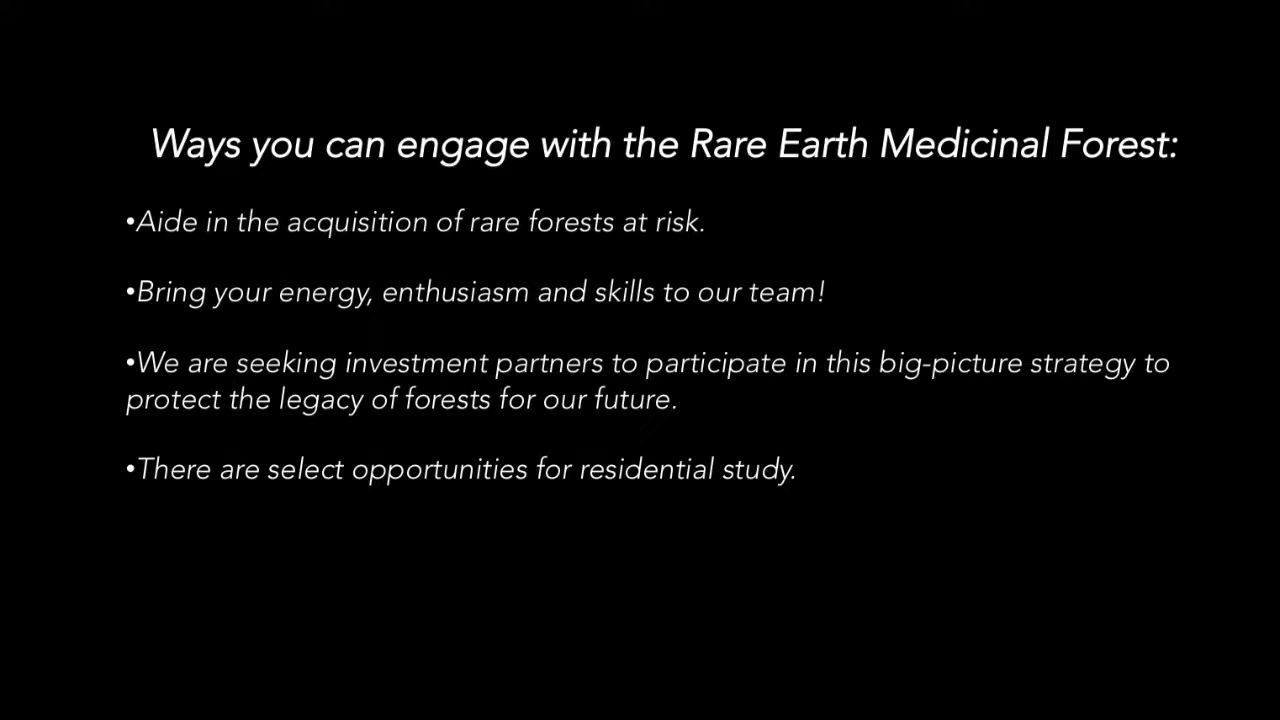 Ways you can engage with the Rare Earth Medicinal Forest:
•Aide in the acquisition of rare forests at risk.
•Bring your energy, enthusiasm and skills to our team!
•We are seeking investment partners to participate in this big-picture strategy to
protect the legacy of forests for our future.
•There are select opportunities for residential study.